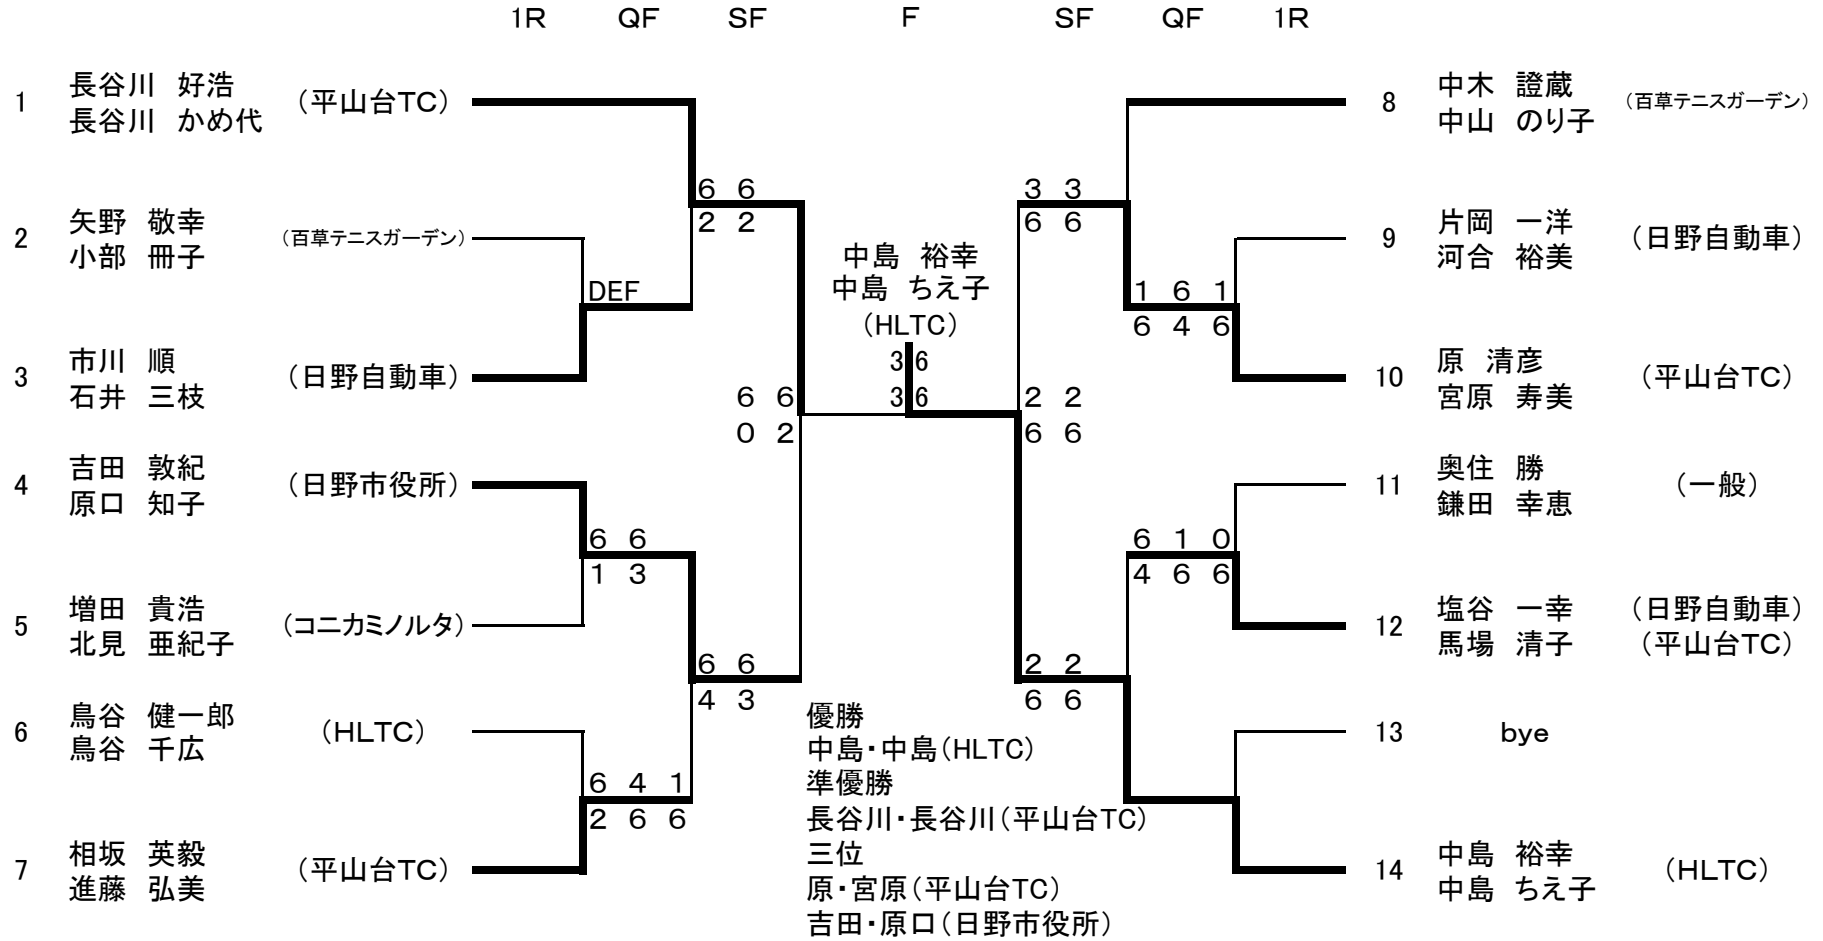 1R QF SF F SF QF 1R
1 長谷川 好浩 (平山台TC)
長谷川 かめ代
2 矢野 敬幸 (百草テニスガーデン)
小部 冊子
DEF
3 市川 順 (日野自動車)
石井 三枝
4 吉田 敦紀 (日野市役所)
原口 知子
6 6
1 3
5 増田 貴浩 (コニカミノルタ)
北見 亜紀子
6 鳥谷 健一郎 (HLTC)
鳥谷 千広
6 4 1
2 6 6
7 相坂 英毅 (平山台TC)
進藤 弘美
6 6
2 2
6 6
4 3
6 6
0 2
中島 裕幸
中島 ちえ子
(HLTC)
3 6
3 6
3 3
6 6
2 2
6 6
2 2
6 6
8 中木 證蔵 (百草テニスガーデン)
中山 のり子
9 片岡 一洋 (日野自動車)
河合 裕美
1 6 1
6 4 6
10 原 清彦 (平山台TC)
宮原 寿美
11 奥住 勝 (一般)
鎌田 幸恵
6 1 0
4 6 6
12 塩谷 一幸 (日野自動車)
馬場 清子 (平山台TC)
13 bye
14 中島 裕幸 (HLTC)
中島 ちえ子
優勝
中島・中島(HLTC)
準優勝
長谷川・長谷川(平山台TC)
三位
原・宮原(平山台TC)
吉田・原口(日野市役所)